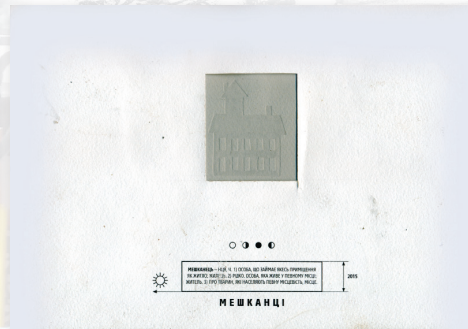 МЕШКАНЕЦЬ – НЦЯ, Ч. 1) ОСОБА, ЩО ЗАЙМАЄ ЯКЕСЬ ПРИМІЩЕННЯ
ЯК ЖИТЛО; 2) РІДКО. ОСОБА, ЯКА ЖИВЕ У ПЕВНОМУ МІСЦІ;
ЖИТЕЛЬ. 3) ПРО ТВАРИН, ЯКІ НАСЕЛЯЮТЬ ПЕВНУ МІСЦЕВІСТЬ, МІСЦЕ.
2015
МЕШКАНЦІ